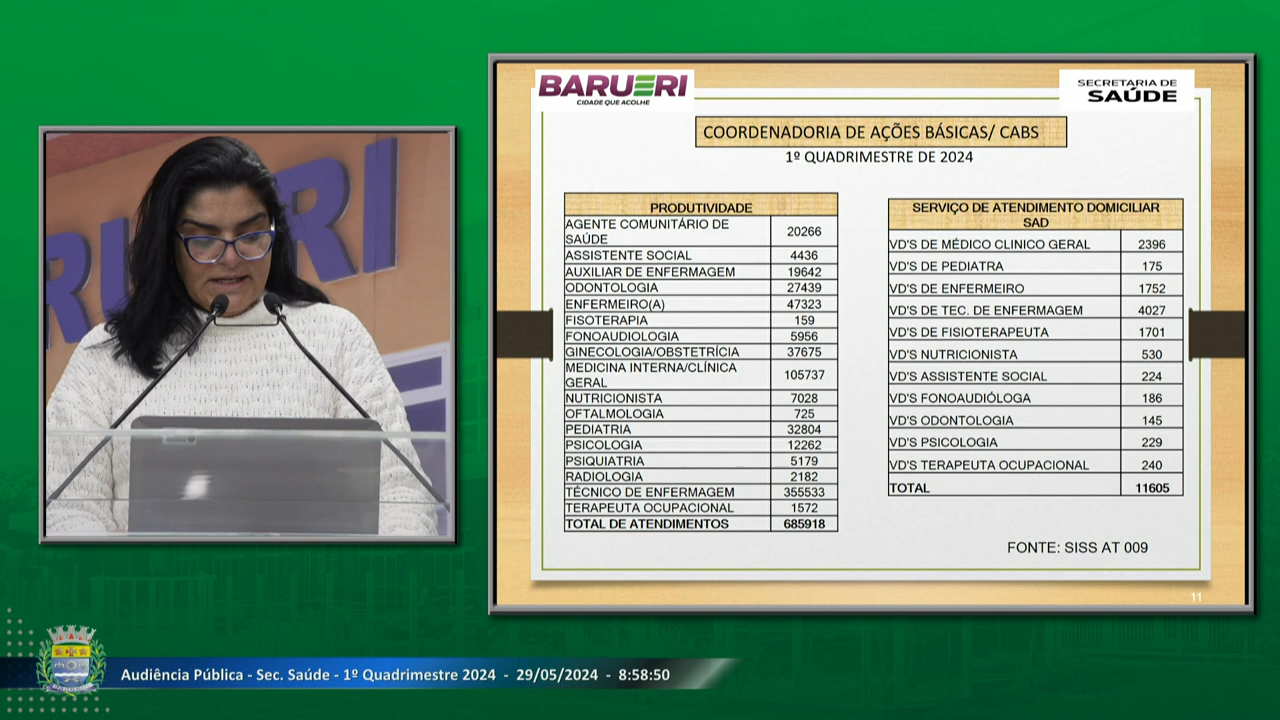 BARUERI
CIDADE QUE ACOLHE
SECRETARIA DE
SAÚDE
COORDENADORIA DE AÇÕES BÁSICAS/ CABS
1º QUADRIMESTRE DE 2024
PRODUTIVIDADE
AGENTE COMUNITÁRIO DE
SAÚDE 20266
ASSISTENTE SOCIAL 4436
AUXILIAR DE ENFERMAGEM 19642
ODONTOLOGIA 27439
ENFERMEIRO(A) 47323
FISOTERAPIA 159
FONOAUDIOLOGIA 5956
GINECOLOGIA/OBSTETRÍCIA 37675
MEDICINA INTERNA/CLÍNICA
GERAL 105737
NUTRICIONISTA 7028
OFTALMOLOGIA 725
PEDIATRIA 32804
PSICOLOGIA 12262
PSIQUIATRIA 5179
RADIOLOGIA 2182
TÉCNICO DE ENFERMAGEM 355533
TERAPEUTA OCUPACIONAL 1572
TOTAL DE ATENDIMENTOS 685918
SERVIÇO DE ATENDIMENTO DOMICILIAR
SAD
VD'S DE MÉDICO CLINICO GERAL 2396
VD'S DE PEDIATRA 175
VD'S DE ENFERMEIRO 1752
VD'S DE TEC. DE ENFERMAGEM 4027
VD'S DE FISIOTERAPEUTA 1701
VD'S NUTRICIONISTA 530
VD'S ASSISTENTE SOCIAL 224
VD'S FONOAUDIÓLOGA 186
VD'S ODONTOLOGIA 145
VD'S PSICOLOGIA 229
VD'S TERAPEUTA OCUPACIONAL 240
TOTAL 11605
FONTE: SISS AT 009
11
RU RI
Audiência Pública - Sec. Saúde - 1º Quadrimestre 2024 - 29/05/2024 - 8:58:50